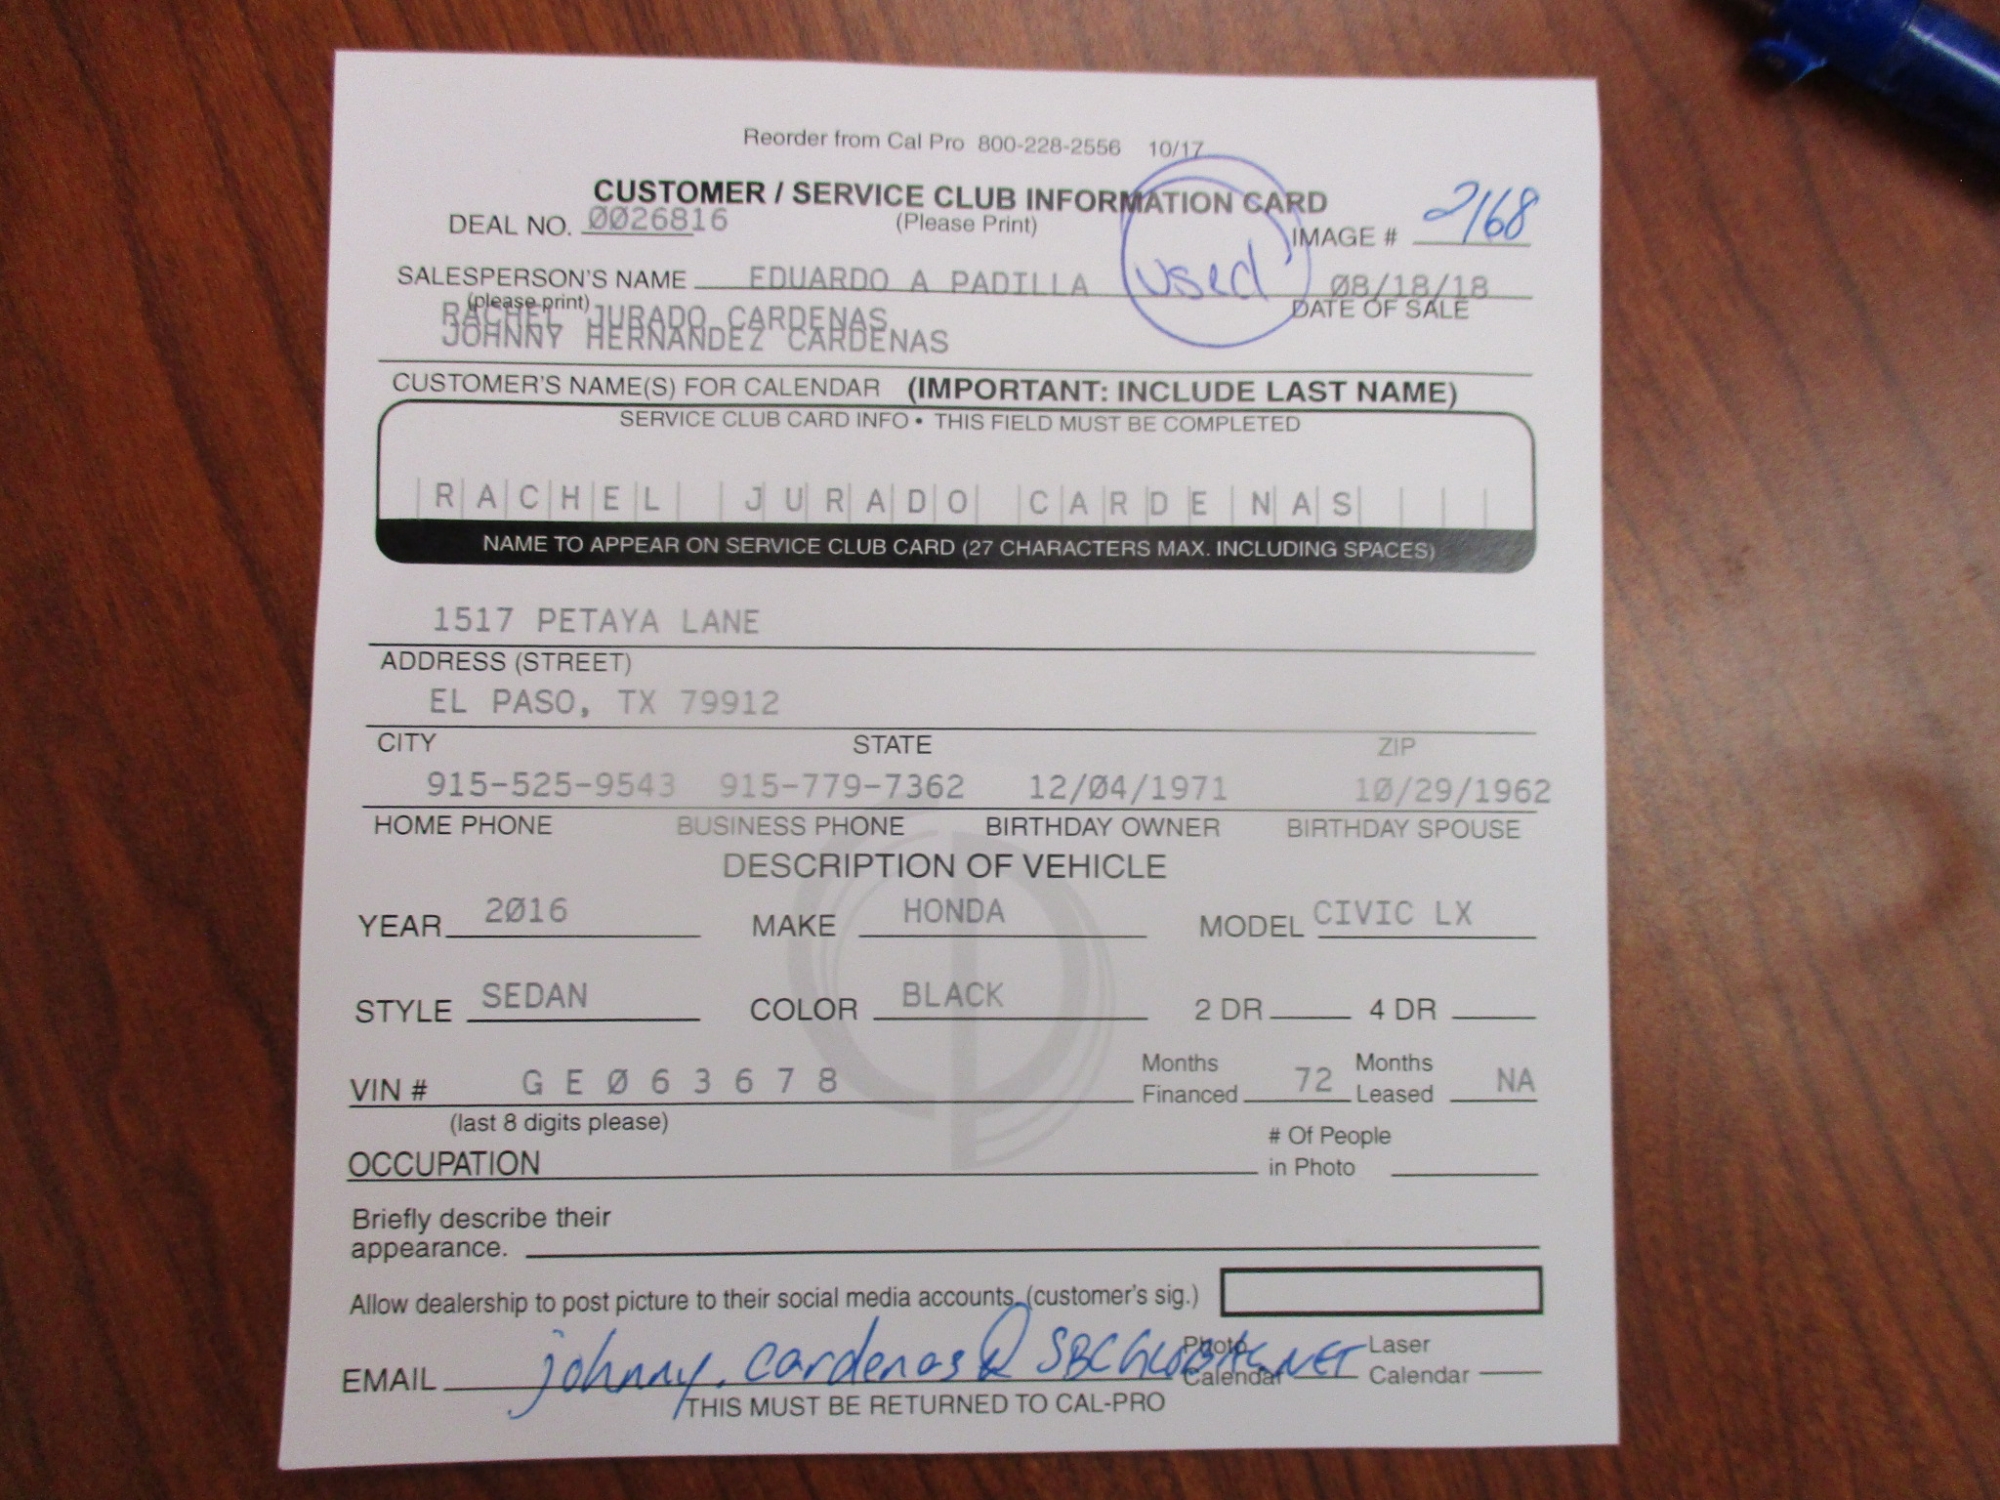 Reorder from Cal Pro 800-228-2556 10/17
CUSTOMER / SERVICE CLUB INFORMATION CARD
DEAL NO. 0026816 (Please Print) IMAGE # 2168
used
SALESPERSON'S NAME EDUARDO A PADILLA 08/18/18
(please print) DATE OF SALE
RACHEL JURADO CARDENAS
JOHNNY HERNANDEZ CARDENAS
CUSTOMER'S NAME(S) FOR CALENDAR (IMPORTANT: INCLUDE LAST NAME)
SERVICE CLUB CARD INFO • THIS FIELD MUST BE COMPLETED
RACHEL JURADO CARDENAS
NAME TO APPEAR ON SERVICE CLUB CARD (27 CHARACTERS MAX. INCLUDING SPACES)
1517 PETAYA LANE
ADDRESS (STREET)
EL PASO, TX 79912
CITY STATE ZIP
915-525-9543 915-779-7362 12/04/1971 10/29/1962
HOME PHONE BUSINESS PHONE BIRTHDAY OWNER BIRTHDAY SPOUSE
DESCRIPTION OF VEHICLE
YEAR 2016 MAKE HONDA MODEL CIVIC LX
STYLE SEDAN COLOR BLACK 2 DR 4 DR
VIN # GE063678 Months Financed 72 Months Leased NA
(last 8 digits please)
OCCUPATION # Of People in Photo
Briefly describe their
appearance.
Allow dealership to post picture to their social media accounts. (customer's sig.)
EMAIL johnny.cardenas@SBCGLOBAL.NET Photo Calendar Laser Calendar
THIS MUST BE RETURNED TO CAL-PRO